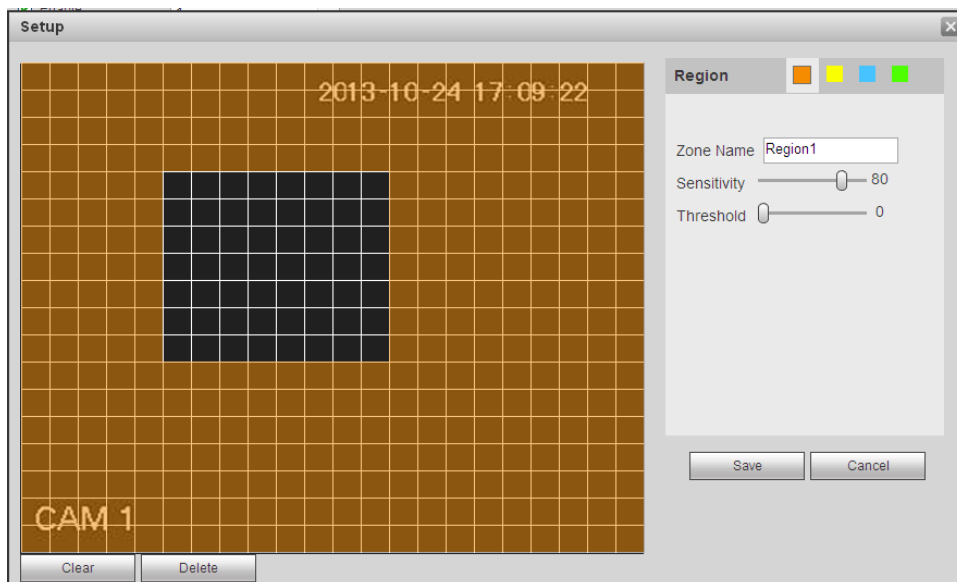 Setup
2013-10-24 17:09:22
Region
Zone Name Region1
Sensitivity 80
Threshold 0
Save Cancel
CAM 1
Clear Delete